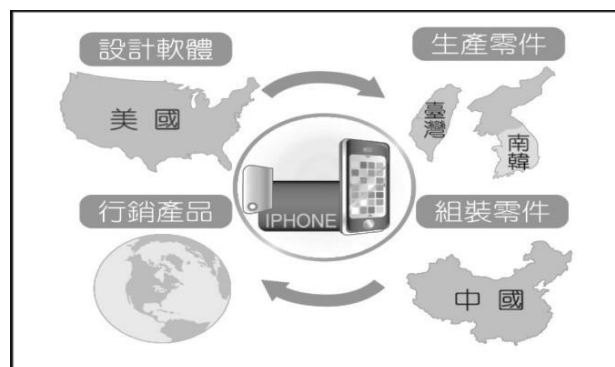 設計軟體
生產零件
美國
臺灣
南韓
IPHONE
行銷產品
組裝零件
中國